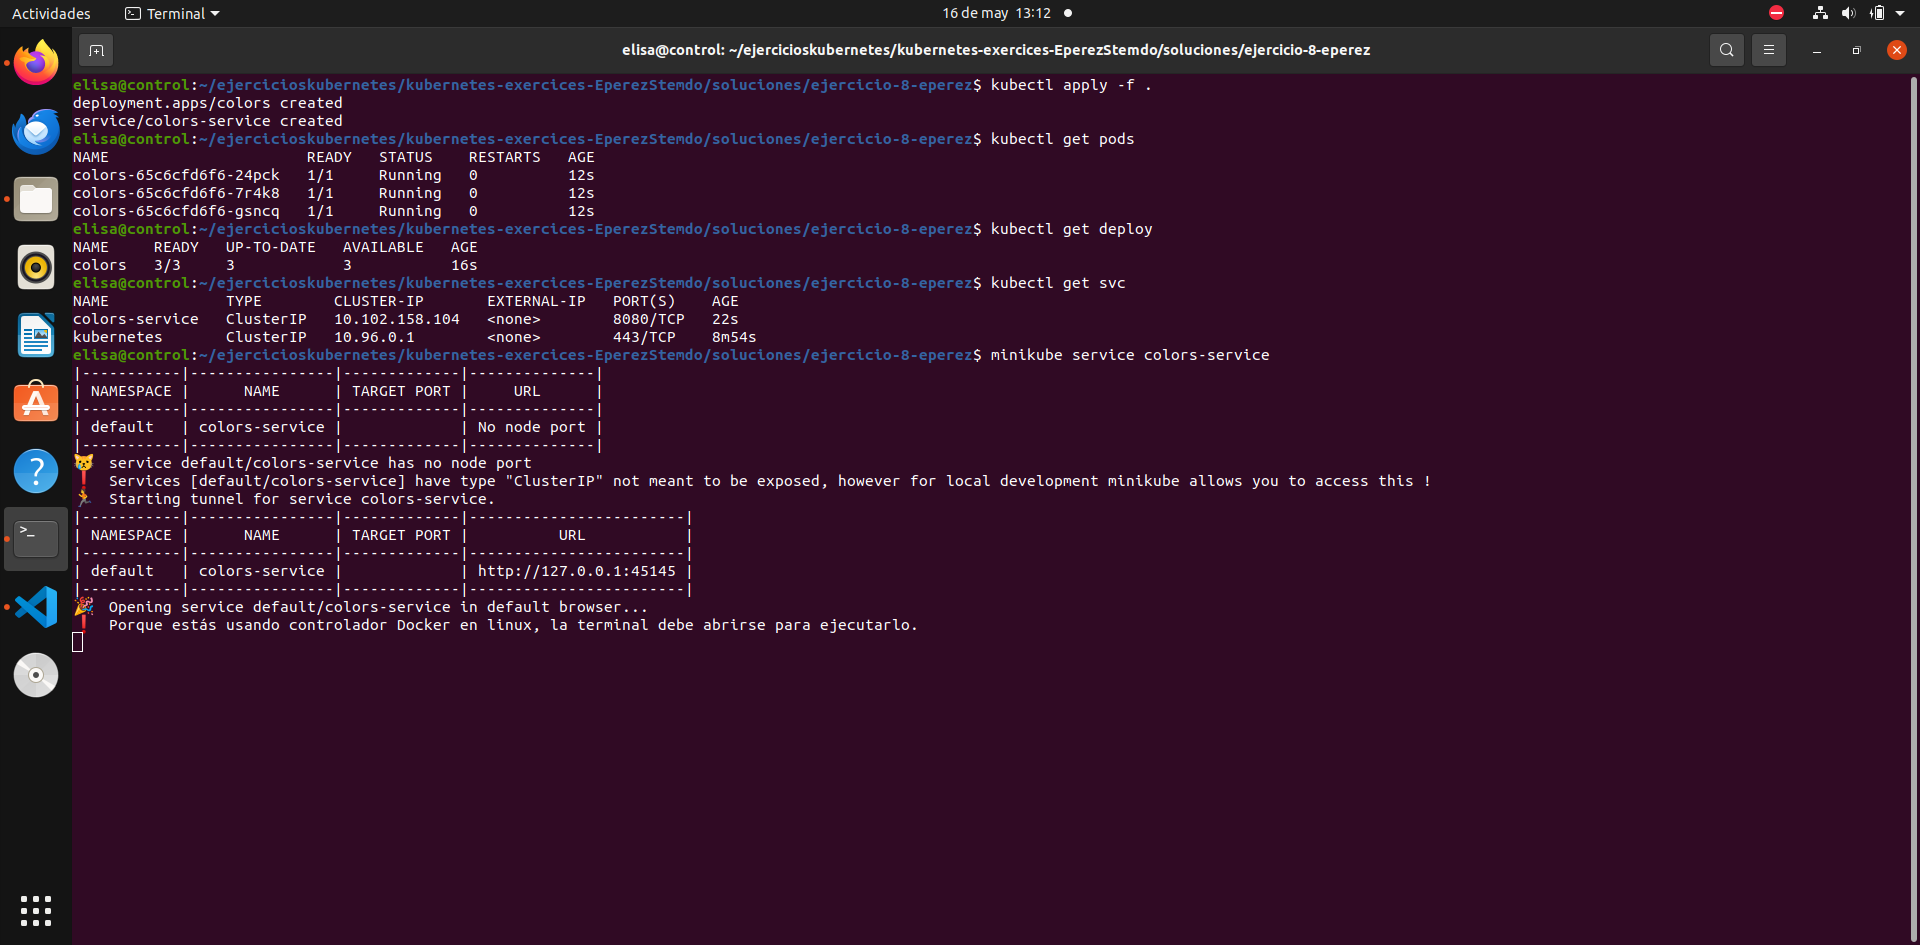 Actividades
Terminal
16 de may 13:12
elisa@control: ~/ejercicioskubernetes/kubernetes-exercices-EperezStemdo/soluciones/ejercicio-8-eperez
elisa@control:~/ejercicioskubernetes/kubernetes-exercices-EperezStemdo/soluciones/ejercicio-8-eperez$ kubectl apply -f .
deployment.apps/colors created
service/colors-service created
elisa@control:~/ejercicioskubernetes/kubernetes-exercices-EperezStemdo/soluciones/ejercicio-8-eperez$ kubectl get pods
NAME                      READY   STATUS    RESTARTS   AGE
colors-65c6cfd6f6-24pck   1/1     Running   0          12s
colors-65c6cfd6f6-7r4k8   1/1     Running   0          12s
colors-65c6cfd6f6-gsncq   1/1     Running   0          12s
elisa@control:~/ejercicioskubernetes/kubernetes-exercices-EperezStemdo/soluciones/ejercicio-8-eperez$ kubectl get deploy
NAME     READY   UP-TO-DATE   AVAILABLE   AGE
colors   3/3     3            3           16s
elisa@control:~/ejercicioskubernetes/kubernetes-exercices-EperezStemdo/soluciones/ejercicio-8-eperez$ kubectl get svc
NAME             TYPE        CLUSTER-IP       EXTERNAL-IP   PORT(S)    AGE
colors-service   ClusterIP   10.102.158.104   <none>        8080/TCP   22s
kubernetes       ClusterIP   10.96.0.1        <none>        443/TCP    8m54s
elisa@control:~/ejercicioskubernetes/kubernetes-exercices-EperezStemdo/soluciones/ejercicio-8-eperez$ minikube service colors-service
|-----------|----------------|-------------|--------------|
| NAMESPACE |      NAME      | TARGET PORT |     URL      |
|-----------|----------------|-------------|--------------|
| default   | colors-service |             | No node port |
|-----------|----------------|-------------|--------------|
😿  service default/colors-service has no node port
❗  Services [default/colors-service] have type "ClusterIP" not meant to be exposed, however for local development minikube allows you to access this !
🏃  Starting tunnel for service colors-service.
|-----------|----------------|-------------|------------------------|
| NAMESPACE |      NAME      | TARGET PORT |          URL           |
|-----------|----------------|-------------|------------------------|
| default   | colors-service |             | http://127.0.0.1:45145 |
|-----------|----------------|-------------|------------------------|
🎉  Opening service default/colors-service in default browser...
❗  Porque estás usando controlador Docker en linux, la terminal debe abrirse para ejecutarlo.